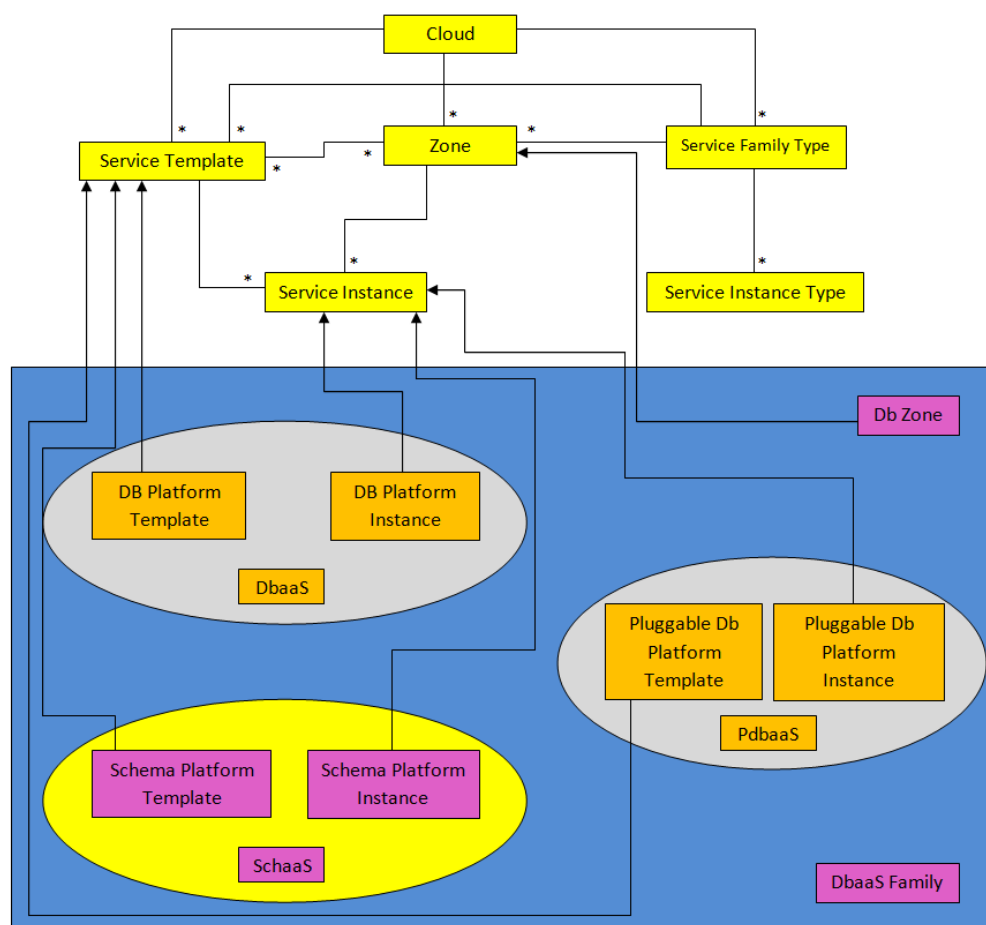 Cloud
*
*
*
*
*
Service Template
*
*
Zone
Service Family Type
*
*
*
Service Instance
Service Instance Type
Db Zone
DB Platform
Template
DB Platform
Instance
DbaaS
Pluggable Db
Platform
Template
Pluggable Db
Platform
Instance
PdbaaS
Schema Platform
Template
Schema Platform
Instance
SchaaS
DbaaS Family